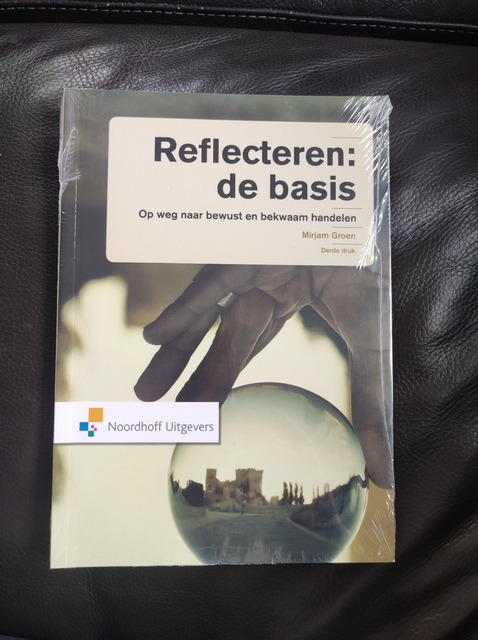 Reflecteren:
de basis
Op weg naar bewust en bekwaam handelen
Mirjam Groen
Derde druk
Noordhoff Uitgevers